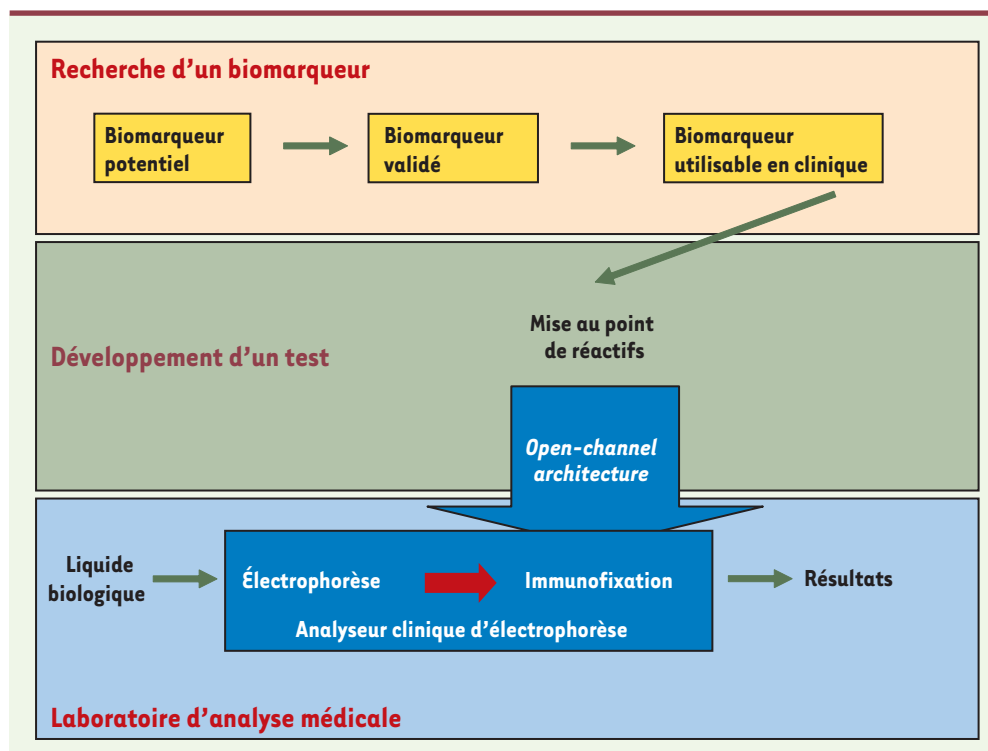 Recherche d'un biomarqueur
Biomarqueur
potentiel
Biomarqueur
validé
Biomarqueur
utilisable en clinique
Mise au point
de réactifs
Développement d'un test
Open-channel
architecture
Liquide
biologique
Électrophorèse
Immunofixation
Résultats
Analyseur clinique d'électrophorèse
Laboratoire d'analyse médicale